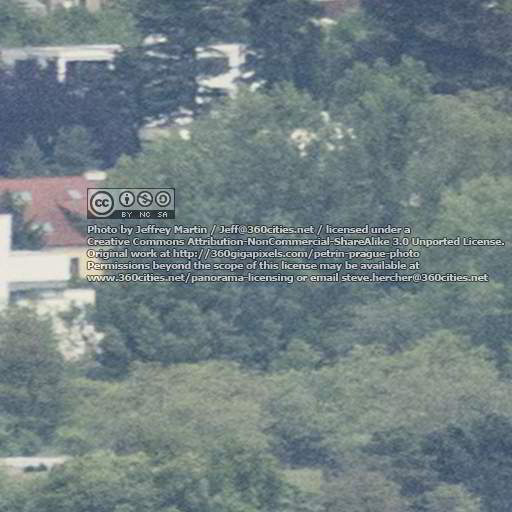 cc BY NC SA
Photo by Jeffrey Martin / Jeff@360cities.net / licensed under a
Creative Commons Attribution-NonCommercial-ShareAlike 3.0 Unported License.
Original work at http://360gigapixels.com/petrin-prague-photo
Permissions beyond the scope of this license may be available at
www.360cities.net/panorama-licensing or email steve.hercher@360cities.net